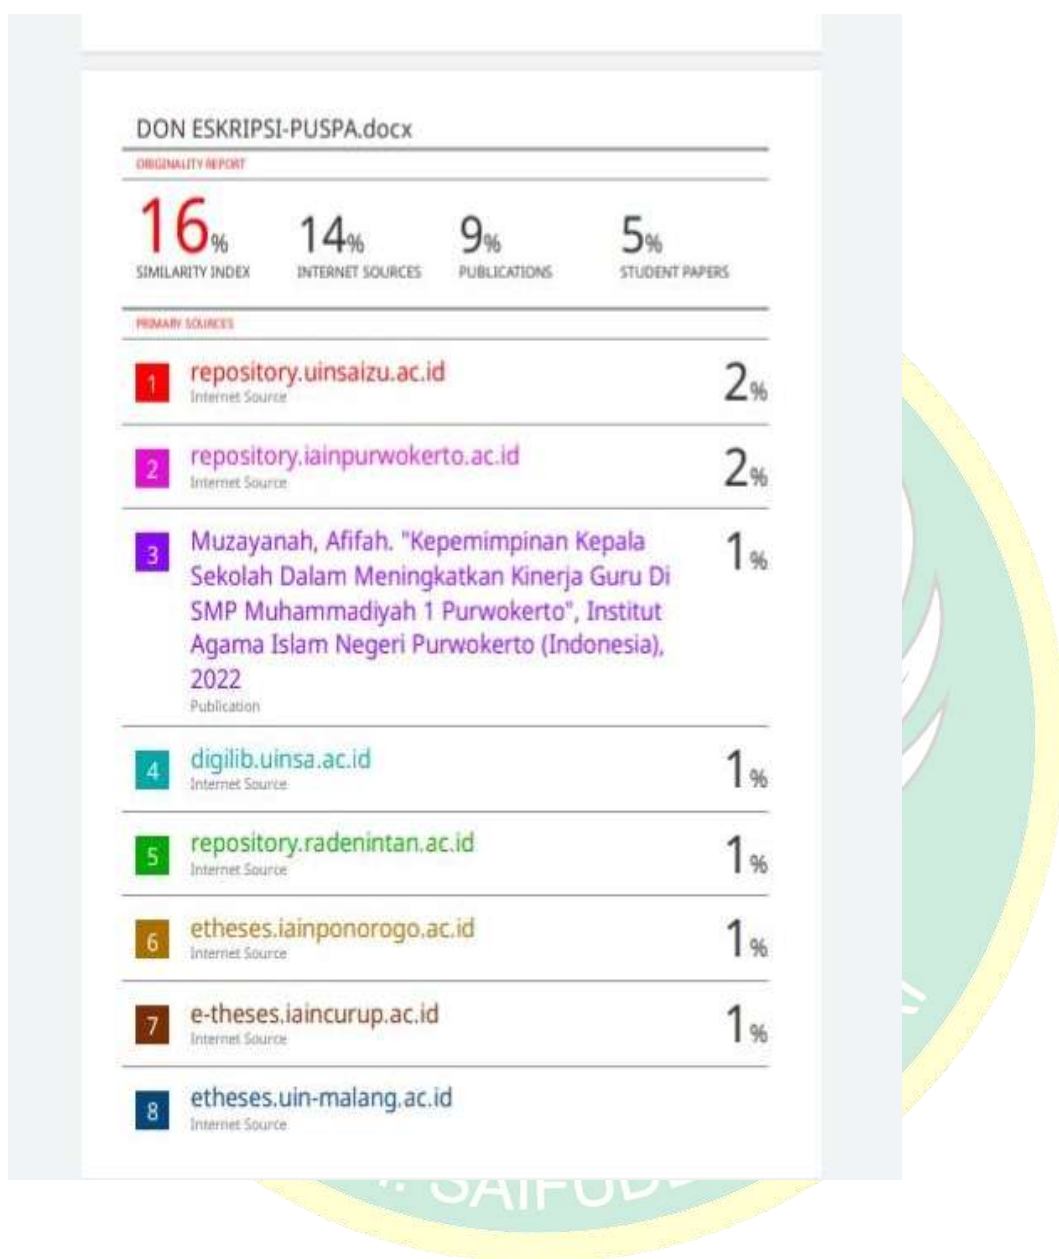 DON ESKRIPSI-PUSPA.docx
ORIGINALITY REPORT
16% 14% 9% 5%
SIMILARITY INDEX INTERNET SOURCES PUBLICATIONS STUDENT PAPERS
PRIMARY SOURCES
1 repository.uinsaizu.ac.id 2%
Internet Source
2 repository.iainpurwokerto.ac.id 2%
Internet Source
3 Muzayanah, Afifah. "Kepemimpinan Kepala 1%
Sekolah Dalam Meningkatkan Kinerja Guru Di
SMP Muhammadiyah 1 Purwokerto", Institut
Agama Islam Negeri Purwokerto (Indonesia),
2022
Publication
4 digilib.uinsa.ac.id 1%
Internet Source
5 repository.radenintan.ac.id 1%
Internet Source
6 etheses.iainponorogo.ac.id 1%
Internet Source
7 e-theses.iaincurup.ac.id 1%
Internet Source
8 etheses.uin-malang.ac.id
Internet Source